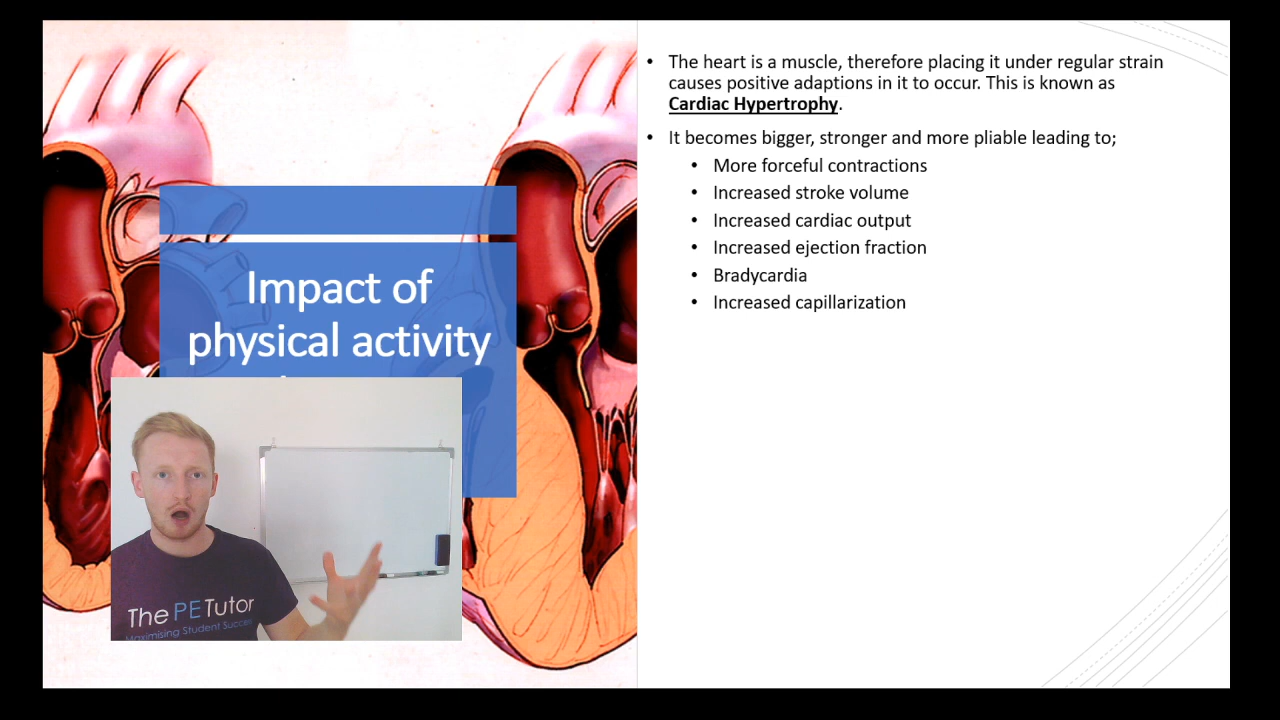 Impact of
physical activity
The PE Tutor
Maximising Student Succes
• The heart is a muscle, therefore placing it under regular strain
causes positive adaptions in it to occur. This is known as
Cardiac Hypertrophy.
• It becomes bigger, stronger and more pliable leading to;
• More forceful contractions
• Increased stroke volume
• Increased cardiac output
• Increased ejection fraction
• Bradycardia
• Increased capillarization